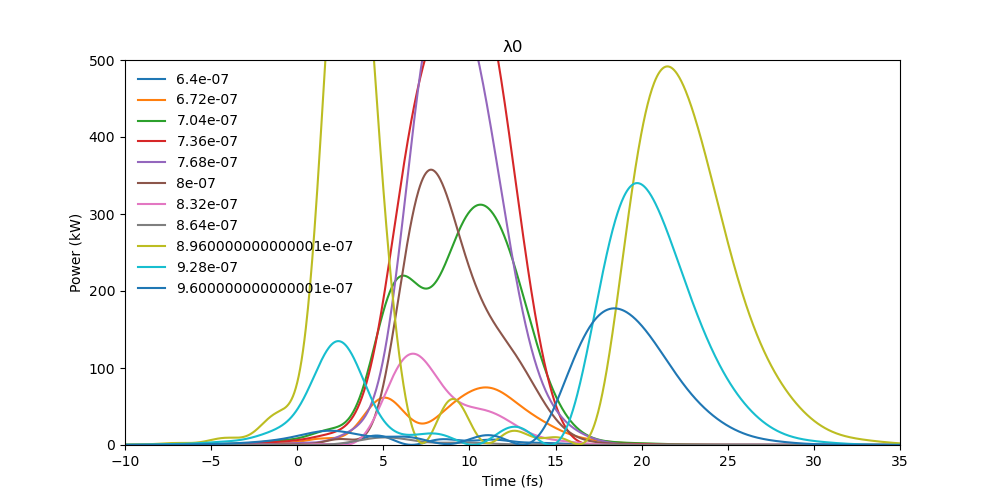 λ0
500
400
300
200
100
0
Power (kW)
6.4e-07
6.72e-07
7.04e-07
7.36e-07
7.68e-07
8e-07
8.32e-07
8.64e-07
8.960000000000001e-07
9.28e-07
9.600000000000001e-07
−10 −5 0 5 10 15 20 25 30 35
Time (fs)